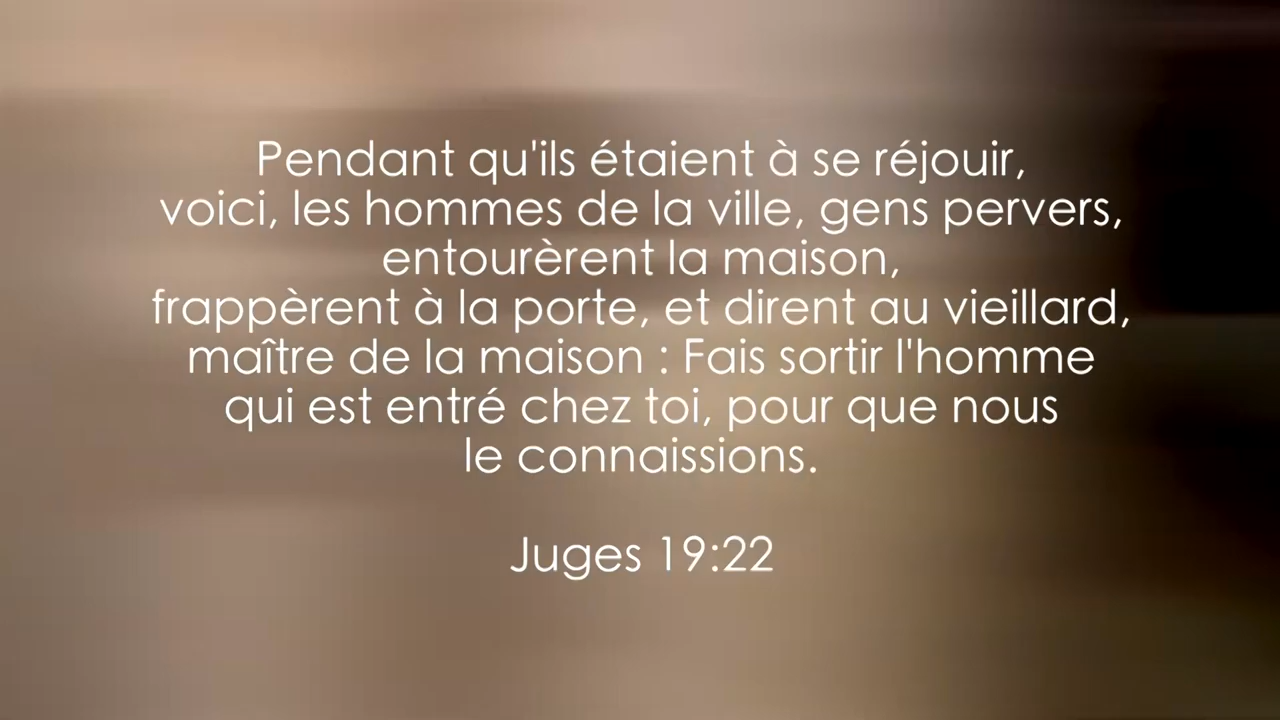 Pendant qu'ils étaient à se réjouir,
voici, les hommes de la ville, gens pervers,
entourèrent la maison,
frappèrent à la porte, et dirent au vieillard,
maître de la maison : Fais sortir l'homme
qui est entré chez toi, pour que nous
le connaissions.
Juges 19:22